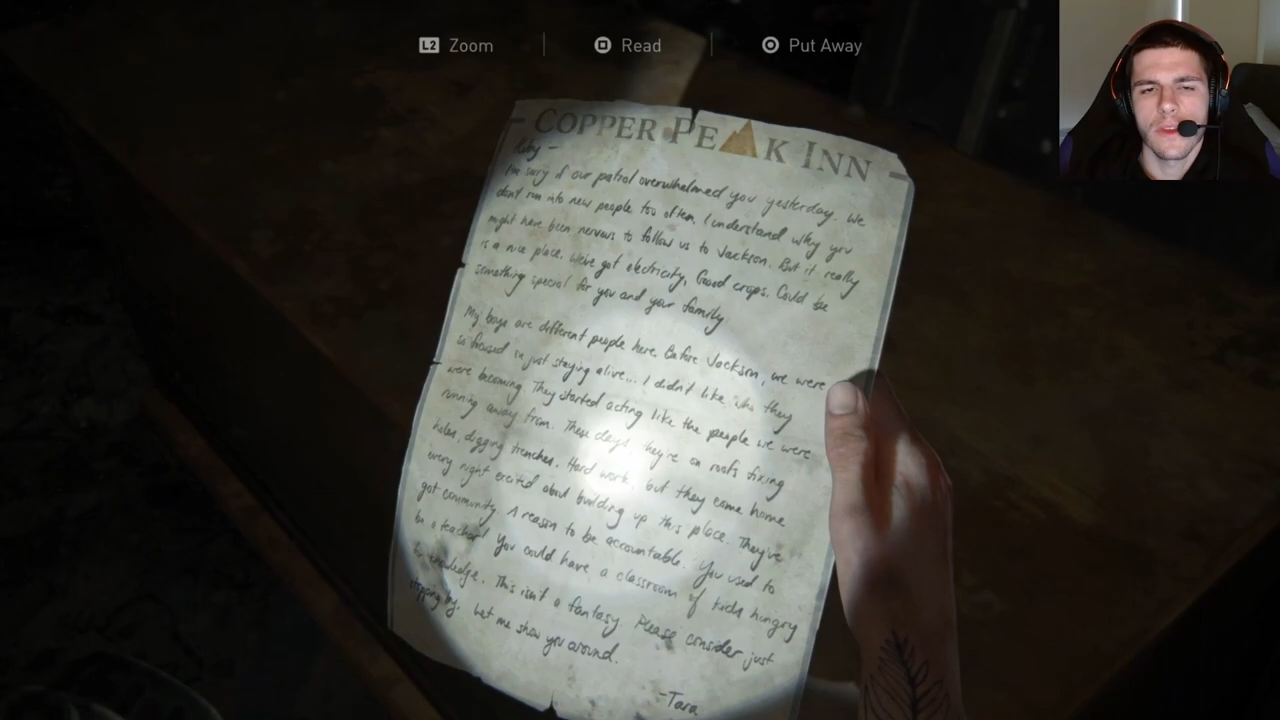 L2 Zoom | Read | Put Away
COPPER PEAK INN
Ruby –
I'm sorry if our patrol overwhelmed you yesterday. We
don't run into new people too often. I understand why you
might have been nervous to follow us to Jackson. But it really
is a nice place. We've got electricity, Good crops. Could be
something special for you and your family
My boys are different people here. Before Jackson, we were
so focused on just staying alive... I didn't like who they
were becoming. They started acting like the people we were
running away from. These days, they're on roofs fixing
holes, digging trenches. Hard work, but they come home
every night excited about building up this place. They've
got community. A reason to be accountable. You used to
be a teacher! You could have a classroom of kids hungry
for knowledge. This isn't a fantasy. Please consider just
stopping by. Let me show you around.
-Tara